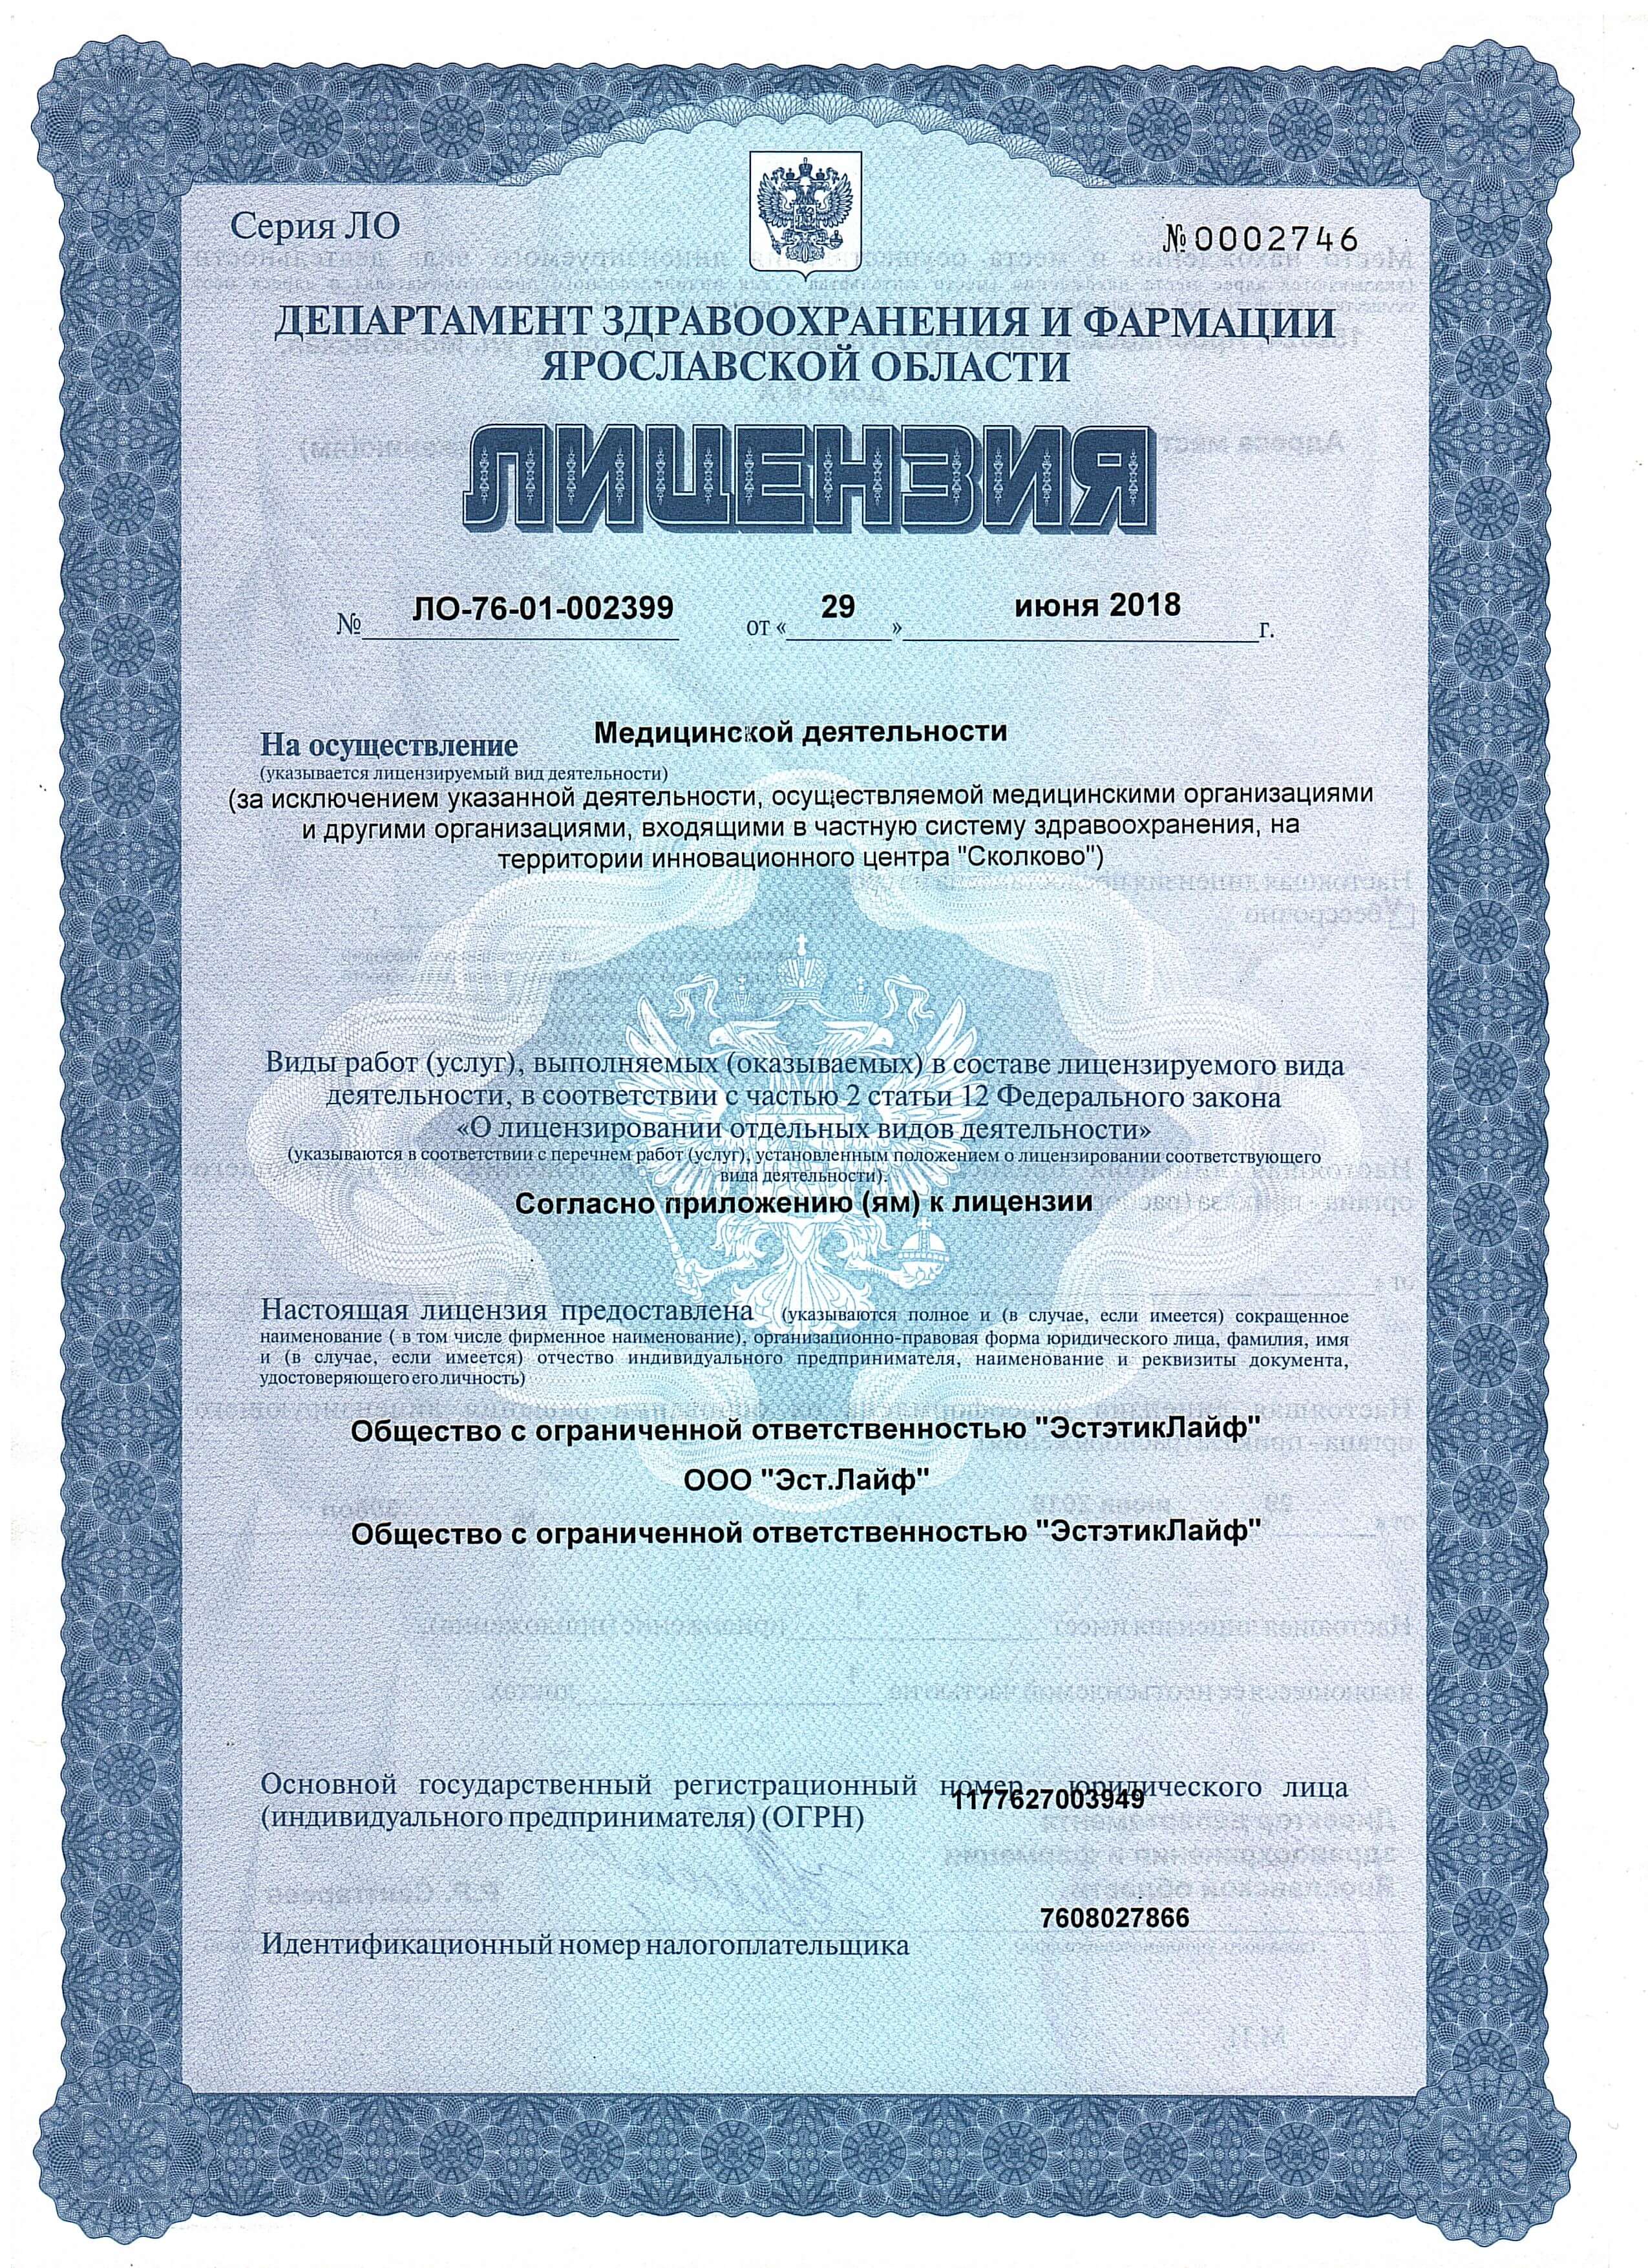 Серия ЛО
№ 0002746
ДЕПАРТАМЕНТ ЗДРАВООХРАНЕНИЯ И ФАРМАЦИИ
ЯРОСЛАВСКОЙ ОБЛАСТИ
ЛИЦЕНЗИЯ
№ ЛО-76-01-002399 от « 29 » июня 2018 г.
На осуществление Медицинской деятельности
(указывается лицензируемый вид деятельности)
(за исключением указанной деятельности, осуществляемой медицинскими организациями
и другими организациями, входящими в частную систему здравоохранения, на
территории инновационного центра "Сколково")
Виды работ (услуг), выполняемых (оказываемых) в составе лицензируемого вида
деятельности, в соответствии с частью 2 статьи 12 Федерального закона
«О лицензировании отдельных видов деятельности»
(указываются в соответствии с перечнем работ (услуг), установленным положением о лицензировании соответствующего
вида деятельности).
Согласно приложению (ям) к лицензии
Настоящая лицензия предоставлена (указываются полное и (в случае, если имеется) сокращенное
наименование ( в том числе фирменное наименование), организационно-правовая форма юридического лица, фамилия, имя
и (в случае, если имеется) отчество индивидуального предпринимателя, наименование и реквизиты документа,
удостоверяющего его личность)
Общество с ограниченной ответственностью "ЭстэтикЛайф"
ООО "Эст.Лайф"
Общество с ограниченной ответственностью "ЭстэтикЛайф"
Основной государственный регистрационный номер юридического лица
(индивидуального предпринимателя) (ОГРН) 1177627003949
7608027866
Идентификационный номер налогоплательщика